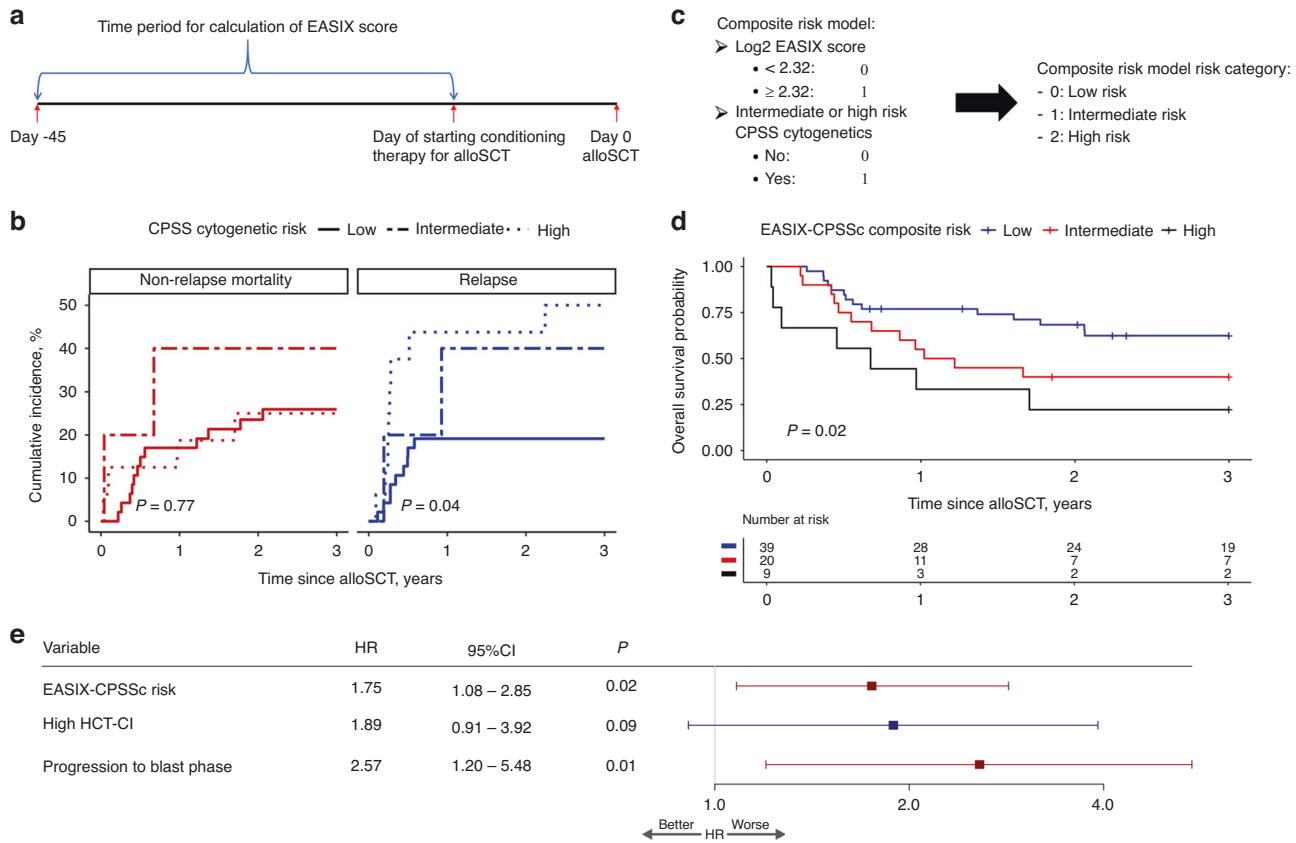 a
Time period for calculation of EASIX score
Day -45
Day of starting conditioning
therapy for alloSCT
Day 0
alloSCT
b
CPSS cytogenetic risk Low Intermediate High
Non-relapse mortality Relapse
Cumulative incidence, %
50
40
30
20
10
0
P = 0.77
P = 0.04
0 1 2 3 0 1 2 3
Time since alloSCT, years
c
Composite risk model:
➢ Log2 EASIX score
• < 2.32: 0
• ≥ 2.32: 1
➢ Intermediate or high risk
CPSS cytogenetics
• No: 0
• Yes: 1
Composite risk model risk category:
- 0: Low risk
- 1: Intermediate risk
- 2: High risk
d
EASIX-CPSSc composite risk Low Intermediate High
Overall survival probability
1.00
0.75
0.50
0.25
0.00
P = 0.02
0 1 2 3
Time since alloSCT, years
Number at risk
39 28 24 19
20 11 7 7
9 3 2 2
0 1 2 3
e
Variable HR 95%CI P
EASIX-CPSSc risk 1.75 1.08 – 2.85 0.02
High HCT-CI 1.89 0.91 – 3.92 0.09
Progression to blast phase 2.57 1.20 – 5.48 0.01
1.0 2.0 4.0
Better HR Worse